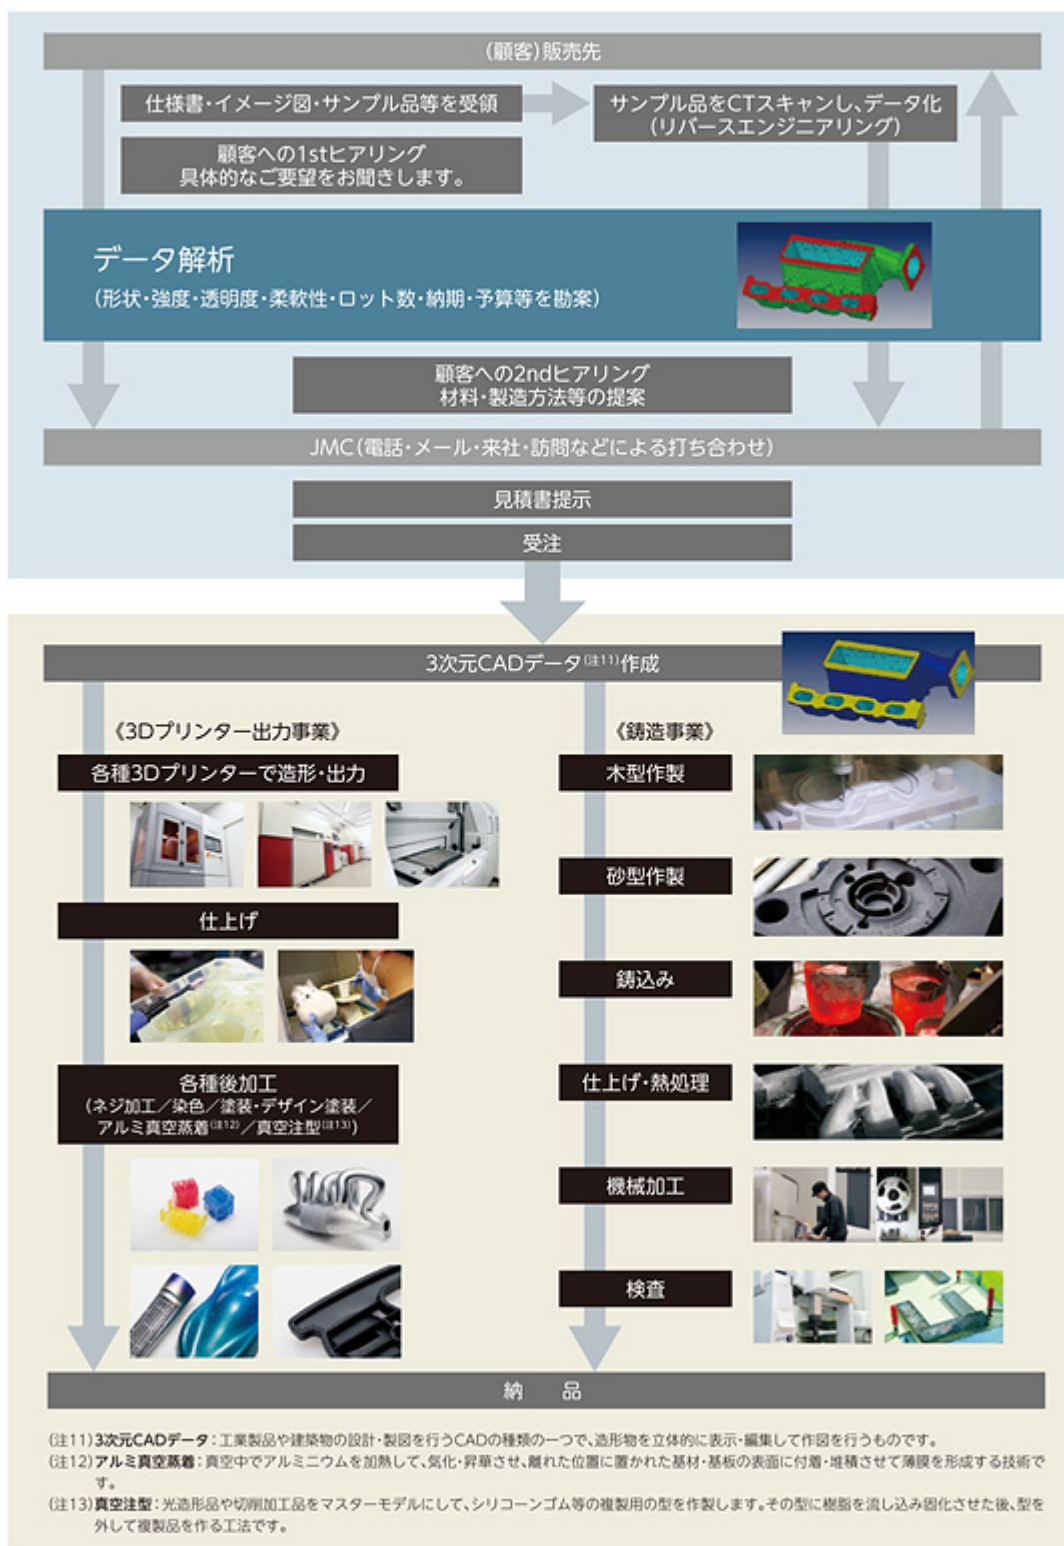 (顧客)販売先
仕様書・イメージ図・サンプル品等を受領
サンプル品をCTスキャンし、データ化
(リバースエンジニアリング)
顧客への1stヒアリング
具体的なご要望をお聞きします。
データ解析
(形状・強度・透明度・柔軟性・ロット数・納期・予算等を勘案)
顧客への2ndヒアリング
材料・製造方法等の提案
JMC(電話・メール・来社・訪問などによる打ち合わせ)
見積書提示
受注
3次元CADデータ(注11)作成
《3Dプリンター出力事業》
各種3Dプリンターで造形・出力
仕上げ
各種後加工
(ネジ加工／染色／塗装・デザイン塗装／
アルミ真空蒸着(注12)／真空注型(注13))
《鋳造事業》
木型作製
砂型作製
鋳込み
仕上げ・熱処理
機械加工
検査
納　品
(注11)3次元CADデータ：工業製品や建築物の設計・製図を行うCADの種類の一つで、造形物を立体的に表示・編集して作図を行うものです。
(注12)アルミ真空蒸着：真空中でアルミニウムを加熱して、気化・昇華させ、離れた位置に置かれた基材・基板の表面に付着・堆積させて薄膜を形成する技術で
す。
(注13)真空注型：光造形品や切削加工品をマスターモデルにして、シリコーンゴム等の複製用の型を作製します。その型に樹脂を流し込み固化させた後、型を
外して複製品を作る工法です。